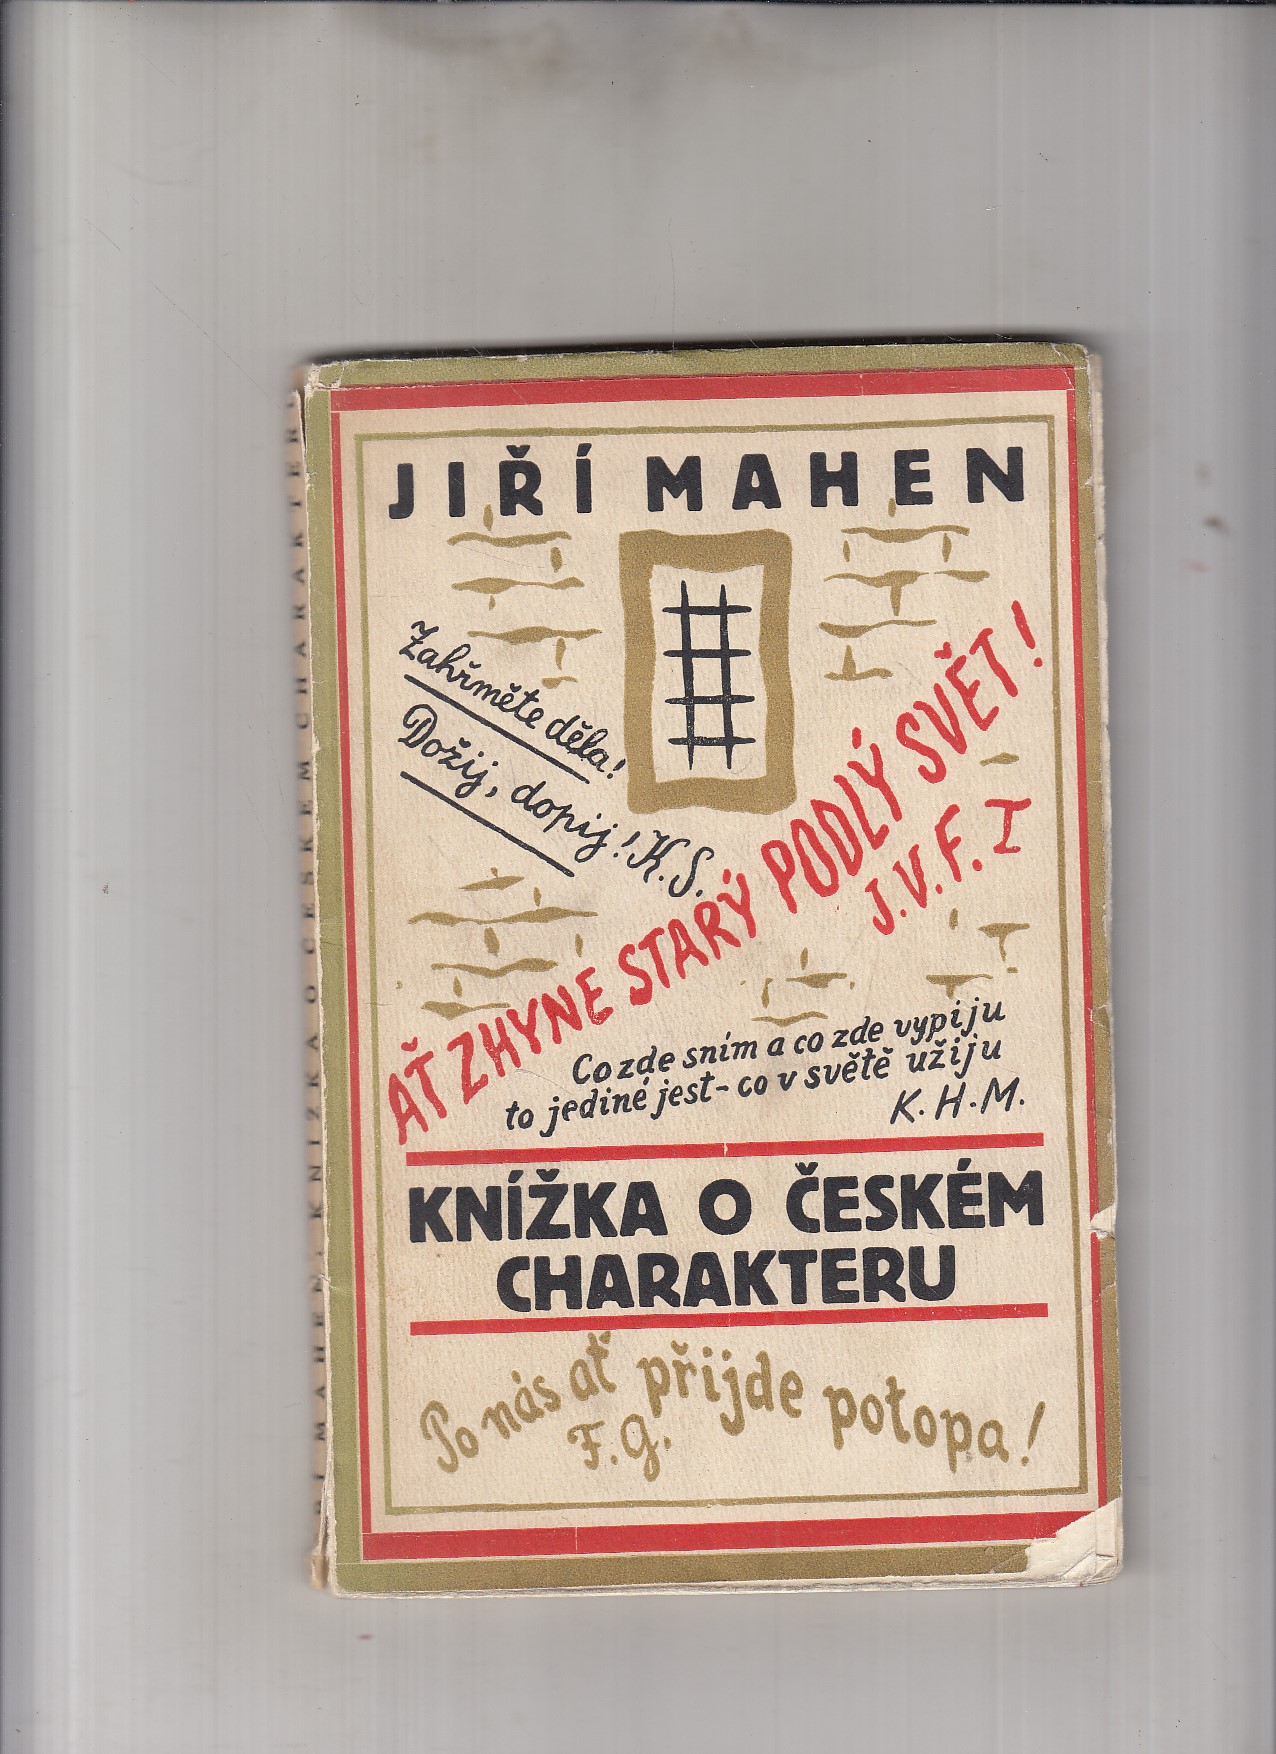 JIŘÍ MAHEN
Zahřměte děla!
Dožij, dopij! K. S.
AŤ ZHYNE STARÝ PODLÝ SVĚT!
J. V. F. I
Co zde sním a co zde vypiju
to jediné jest - co v světě užiju
K. H. M.
KNÍŽKA O ČESKÉM
CHARAKTERU
Po nás ať přijde potopa!
F. G.
JIŘÍ MAHEN: KNÍŽKA O ČESKÉM CHARAKTERU